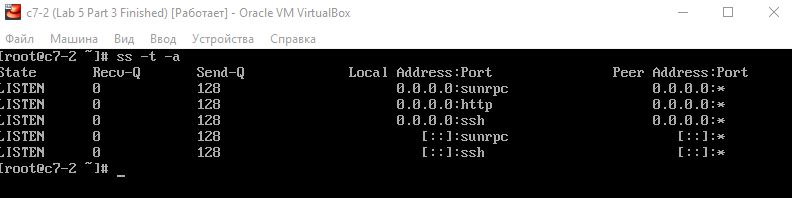 c7-2 (Lab 5 Part 3 Finished) [Работает] - Oracle VM VirtualBox
Файл Машина Вид Ввод Устройства Справка
[root@c7-2 ~]# ss -t -a
State Recv-Q Send-Q Local Address:Port Peer Address:Port
LISTEN 0 128 0.0.0.0:sunrpc 0.0.0.0:*
LISTEN 0 128 0.0.0.0:http 0.0.0.0:*
LISTEN 0 128 0.0.0.0:ssh 0.0.0.0:*
LISTEN 0 128 [::]:sunrpc [::]:*
LISTEN 0 128 [::]:ssh [::]:*
[root@c7-2 ~]# _